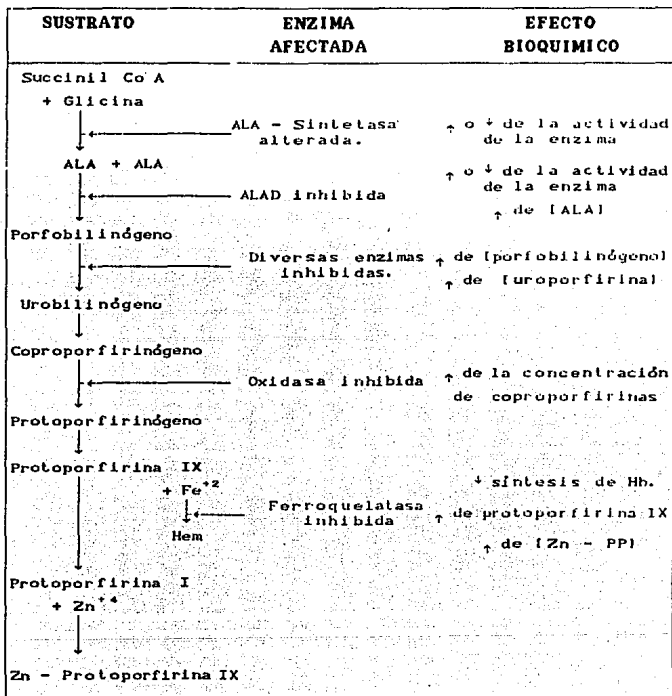 SUSTRATO ENZIMA AFECTADA EFECTO BIOQUIMICO
Succinil Co A
+ Glicina
ALA - Sintetasa alterada.
↑ o ↓ de la actividad de la enzima
ALA + ALA
ALAD inhibida
↑ o ↓ de la actividad de la enzima
↑ de [ALA]
Porfobilinógeno
Diversas enzimas inhibidas.
↑ de [porfobilinógeno]
↑ de [uroporfirina]
Urobilinógeno
Coproporfirinógeno
Oxidasa inhibida
↑ de la concentración de coproporfirinas
Protoporfirinógeno
Protoporfirina IX
+ Fe+2
↓ síntesis de Hb.
Ferroquelatasa inhibida
↑ de protoporfirina IX
Hem
↑ de [Zn - PP]
Protoporfirina I
+ Zn+4
Zn - Protoporfirina IX